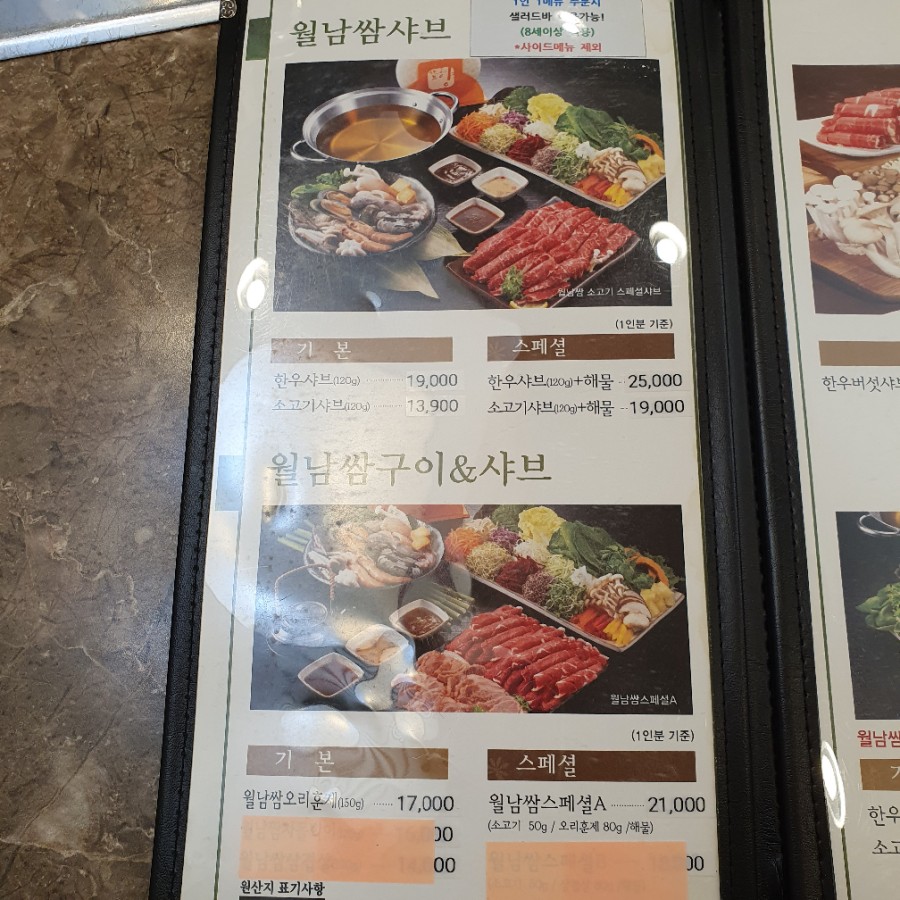 월남쌈샤브
1인 1메뉴 주문시
샐러드바
(8세이상
*사이드메뉴 제외
월남쌈 소고기 스페셜샤브
(1인분 기준)
기 본
한우샤브(120g) 19,000
소고기샤브(120g) 13,900
스페셜
한우샤브(120g)+해물 25,000
소고기샤브(120g)+해물 19,000
월남쌈구이&샤브
월남쌈스페셜A
(1인분 기준)
기 본
월남쌈오리훈제(150g) 17,000
스페셜
월남쌈스페셜A 21,000
(소고기 50g / 오리훈제 80g /해물)
원산지 표기사항
한우버섯샤브
월남쌈